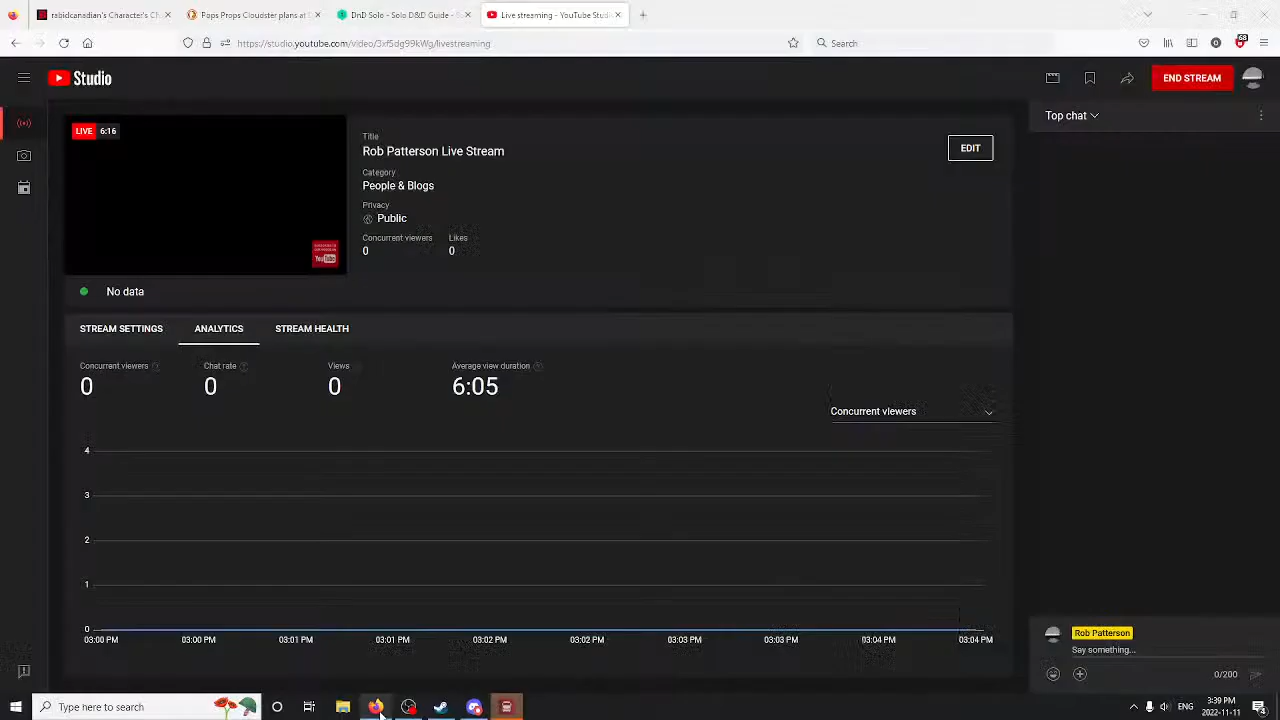 rabicandan's Character's Ch
Pops Pays Cloudster plans at D
DnD Solo - Solo D&D Guide - S
Live streaming - YouTube Studio
https://studio.youtube.com/video/3xf5dg99kWg/livestreaming
Search
68
Studio
END STREAM
LIVE 6:16
Title
Rob Patterson Live Stream
EDIT
Category
People & Blogs
Privacy
Public
Concurrent viewers Likes
0 0
YouTube
No data
Top chat
STREAM SETTINGS ANALYTICS STREAM HEALTH
Concurrent viewers Chat rate Views Average view duration
0 0 0 6:05
Concurrent viewers
4
3
2
1
0
03:00 PM 03:00 PM 03:01 PM 03:01 PM 03:02 PM 03:02 PM 03:03 PM 03:03 PM 03:04 PM 03:04 PM
Rob Patterson
Say something...
0/200
Type here to search
ENG
3:39 PM
2022-11-11